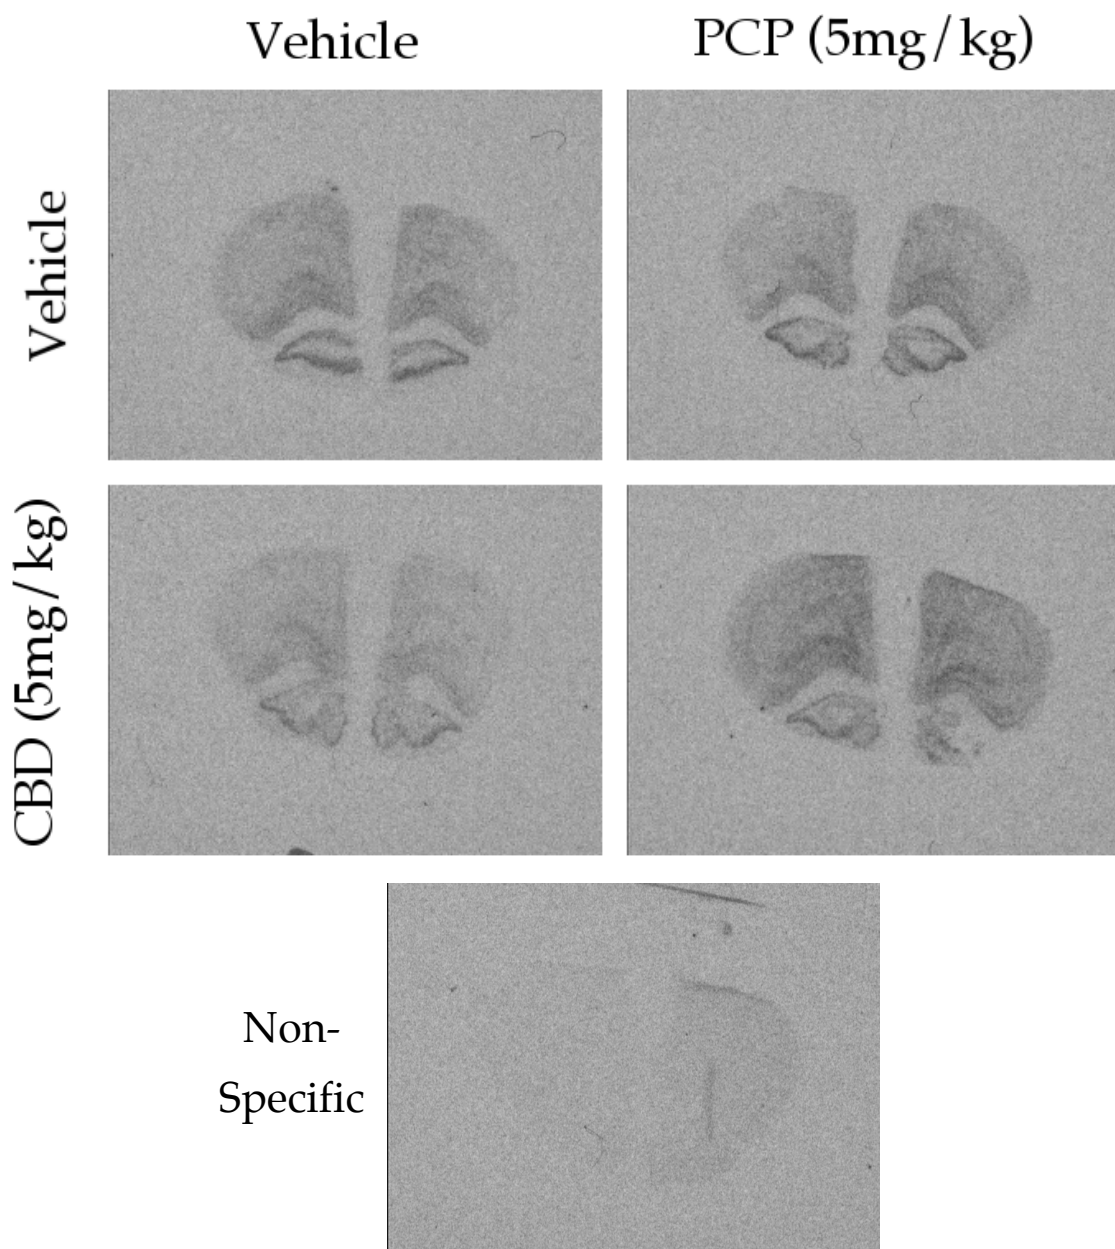 Vehicle
PCP (5mg/kg)
Vehicle
CBD (5mg/kg)
Non-
Specific